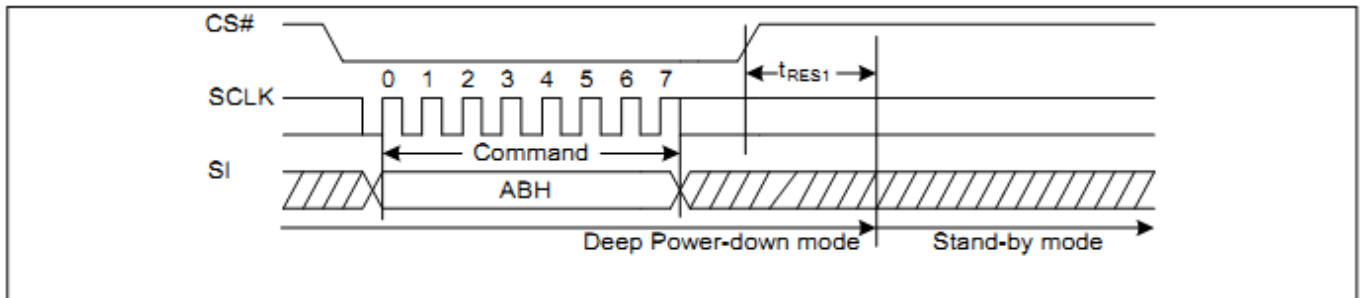 CS#
tRES1
0 1 2 3 4 5 6 7
SCLK
Command
SI
ABH
Deep Power-down mode Stand-by mode